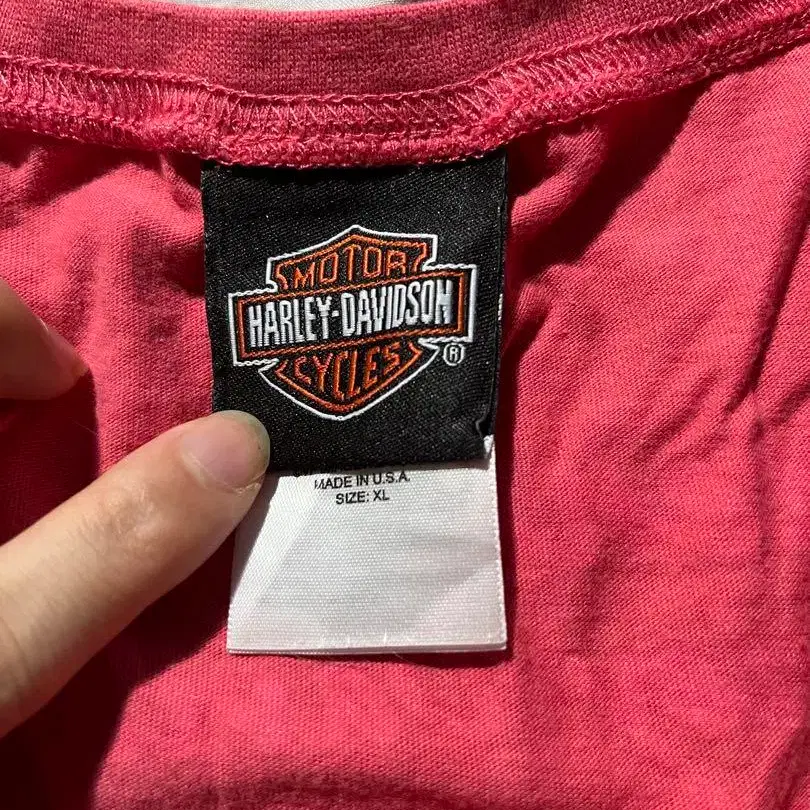 MOTOR
HARLEY-DAVIDSON
CYCLES
®
MADE IN U.S.A.
SIZE: XL